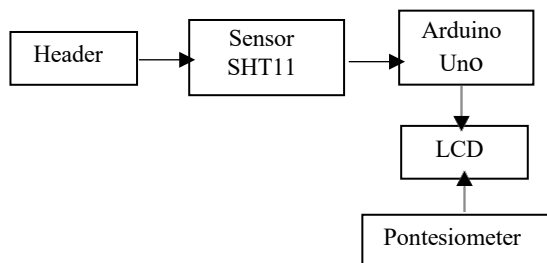 Header
Sensor
SHT11
Arduino
Uno
LCD
Pontesiometer